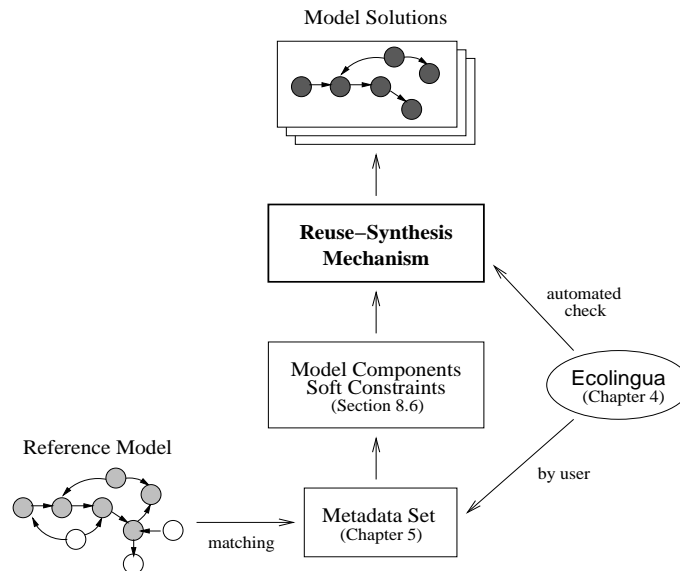 Model Solutions
Reuse−Synthesis
Mechanism
automated
check
Model Components
Soft Constraints
(Section 8.6)
Ecolingua
(Chapter 4)
Reference Model
by user
matching
Metadata Set
(Chapter 5)